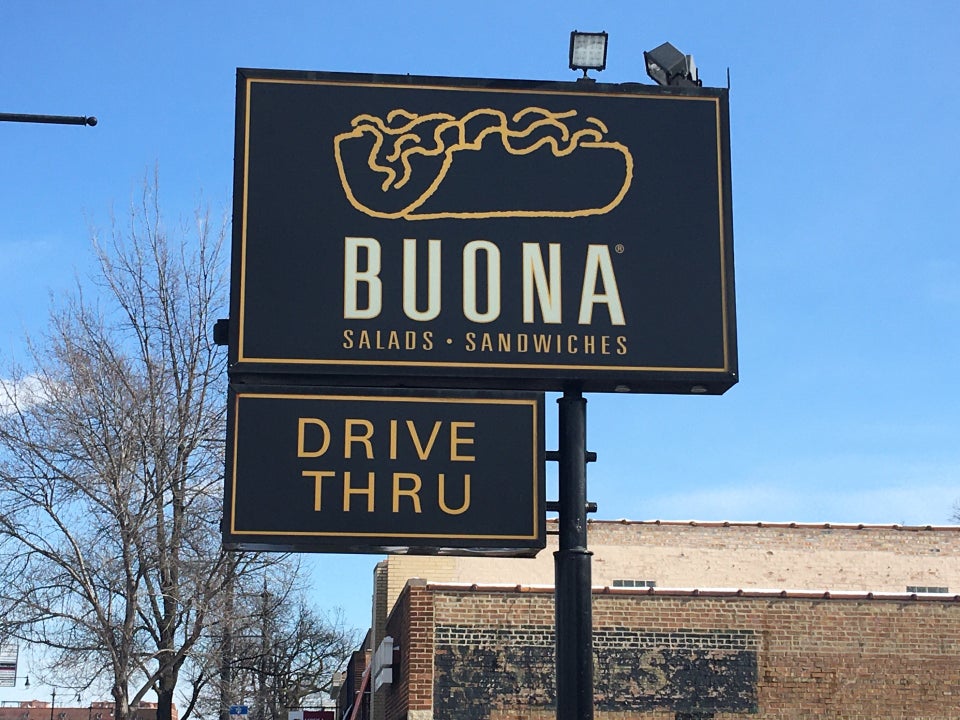 BUONA®
SALADS • SANDWICHES
DRIVE
THRU